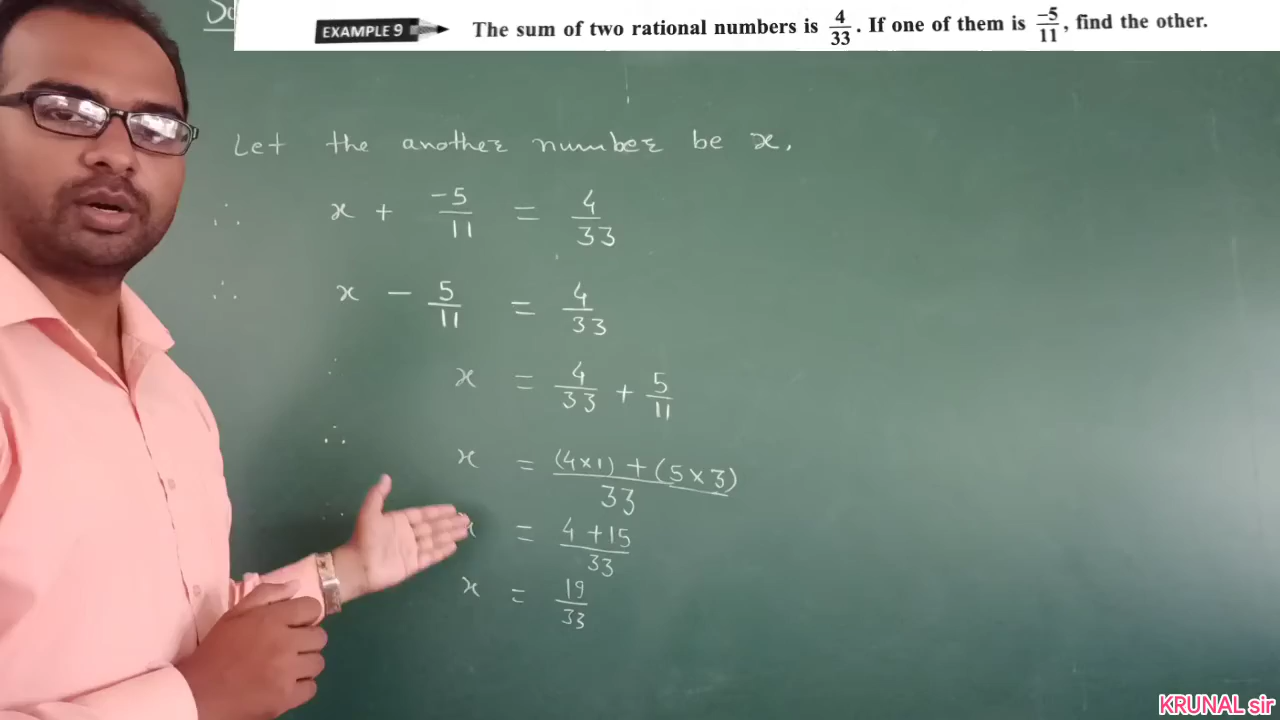 So
EXAMPLE 9 The sum of two rational numbers is 4/33. If one of them is -5/11, find the other.
Let the another number be x.
∴ x + -5/11 = 4/33
∴ x - 5/11 = 4/33
∴ x = 4/33 + 5/11
∴ x = (4×1) + (5×3)/33
∴ x = 4+15/33
x = 19/33
KRUNAL sir